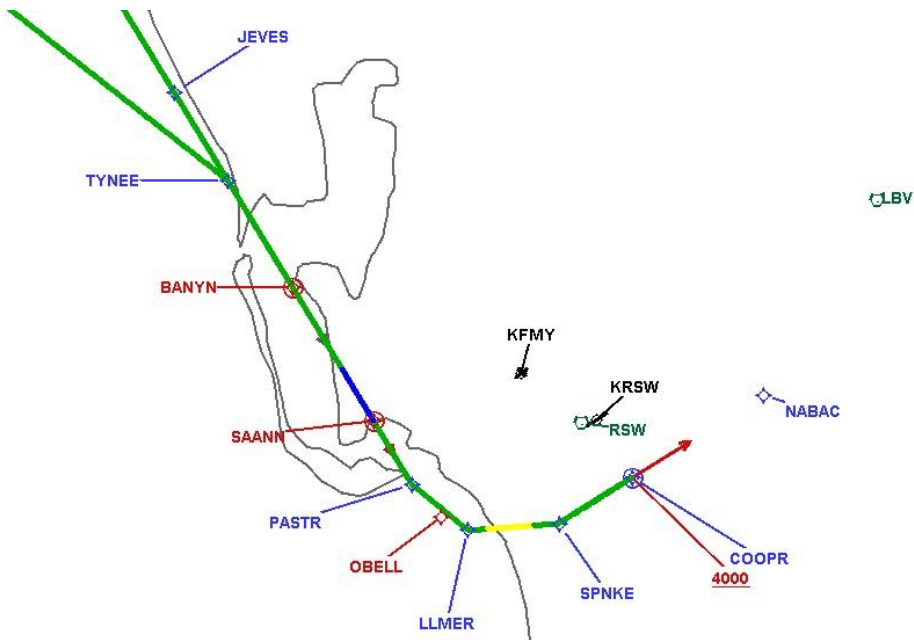 JEVES
TYNEE
LBV
BANYN
KFMY
KRSW
NABAC
RSW
SAANN
PASTR
OBELL
COOPR
4000
SPNKE
LLMER